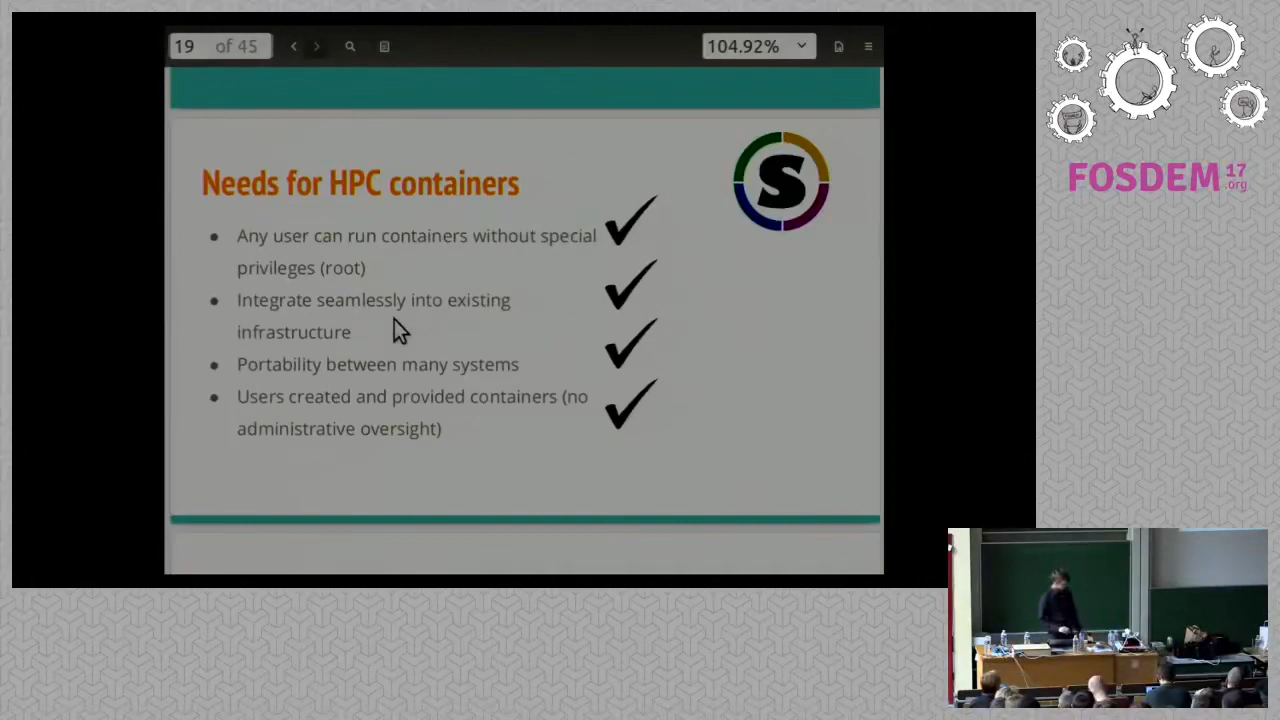 19 of 45
104.92%
Needs for HPC containers
S
● Any user can run containers without special
privileges (root)
● Integrate seamlessly into existing
infrastructure
● Portability between many systems
● Users created and provided containers (no
administrative oversight)
FOSDEM 17
.org